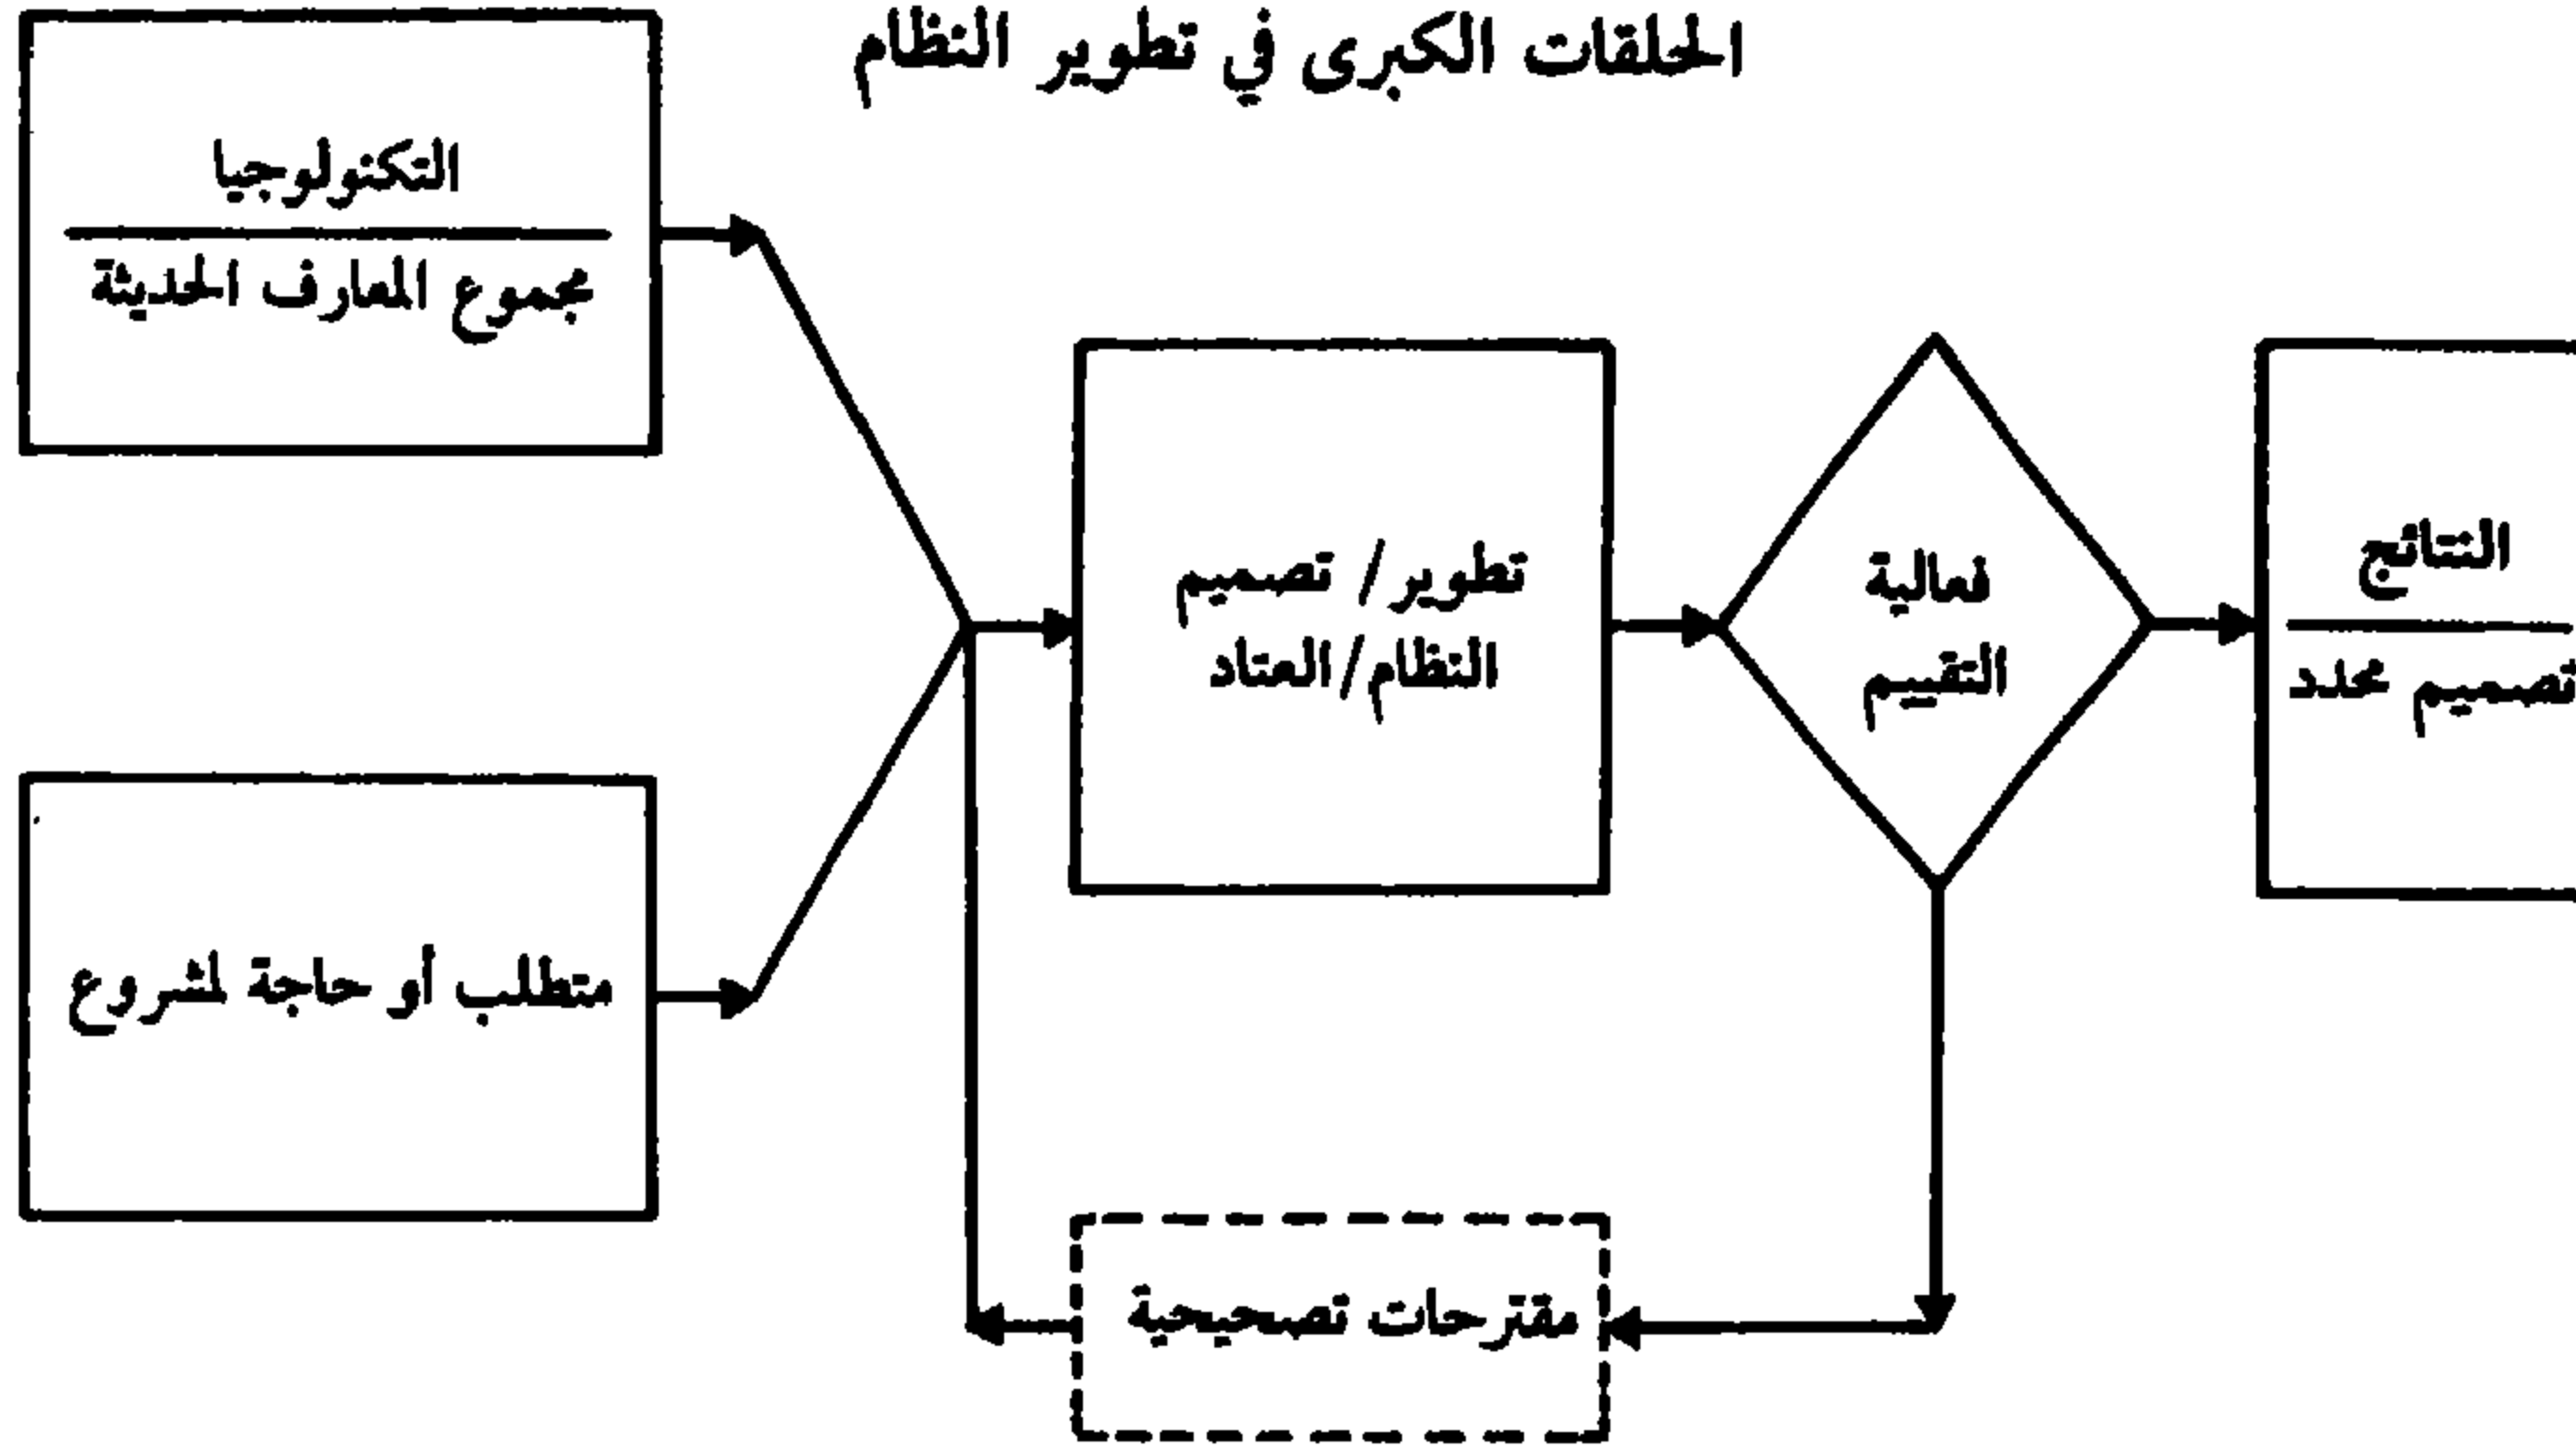 الحلقات الكبرى في تطوير النظام
التكنولوجيا
مجموع المعارف الحديثة
متطلب أو حاجة لمشروع
تطوير / تصميم
النظام/العتاد
فعالية
التقييم
النتائج
تصميم محدد
مقترحات تصحيحية